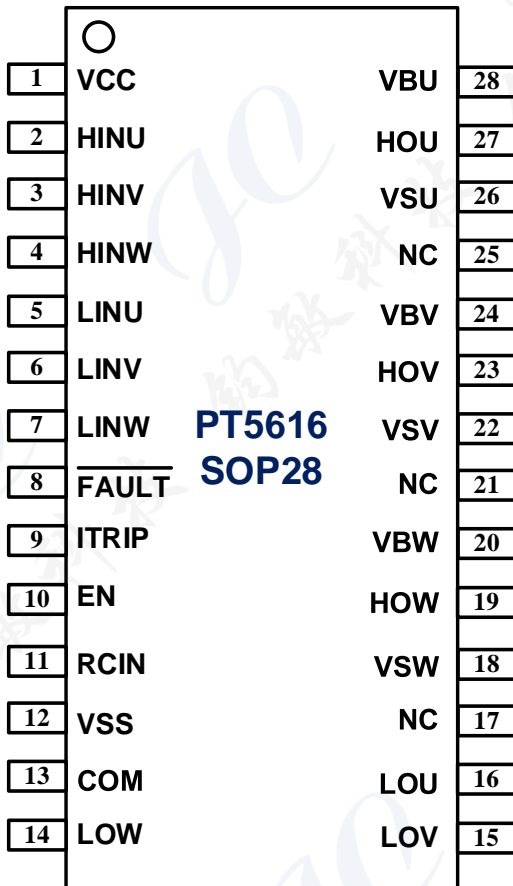 1 VCC VBU 28
2 HINU HOU 27
3 HINV VSU 26
4 HINW NC 25
5 LINU VBV 24
6 LINV HOV 23
7 LINW PT5616 VSV 22
8 FAULT SOP28 NC 21
9 ITRIP VBW 20
10 EN HOW 19
11 RCIN VSW 18
12 VSS NC 17
13 COM LOU 16
14 LOW LOV 15